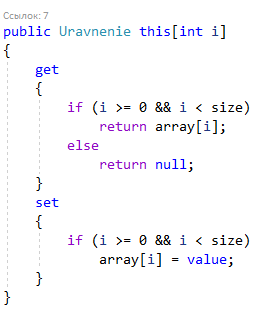 Ссылок: 7
public Uravnenie this[int i]
{
get
{
if (i >= 0 && i < size)
return array[i];
else
return null;
}
set
{
if (i >= 0 && i < size)
array[i] = value;
}
}